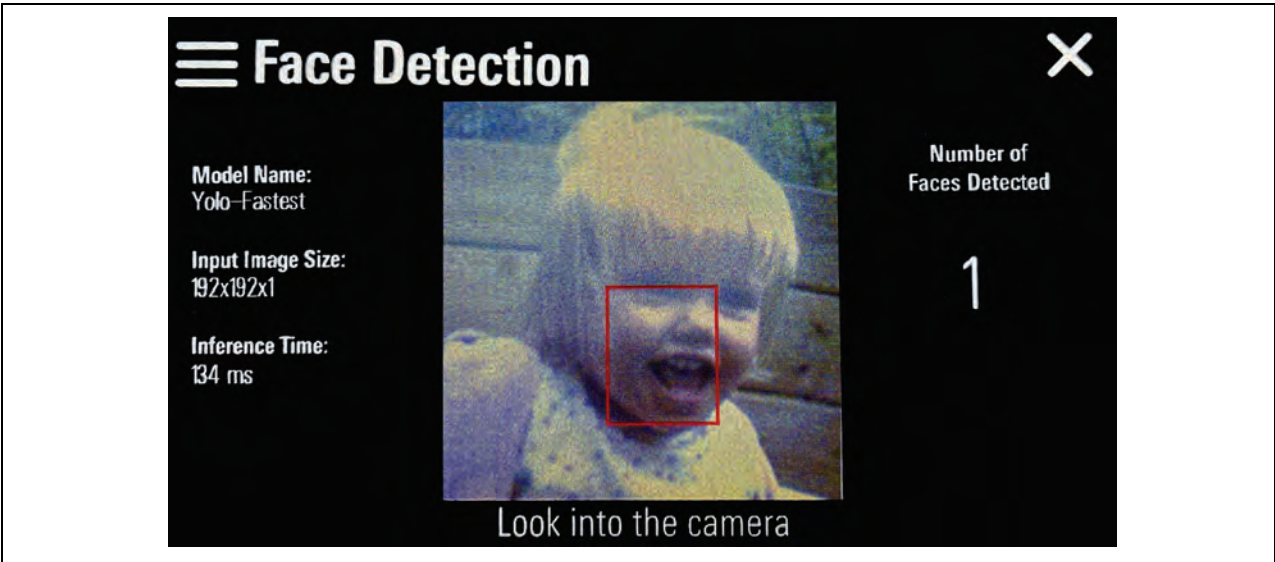 Face Detection
Model Name:
Yolo-Fastest
Input Image Size:
192x192x1
Inference Time:
134 ms
Number of
Faces Detected
1
Look into the camera